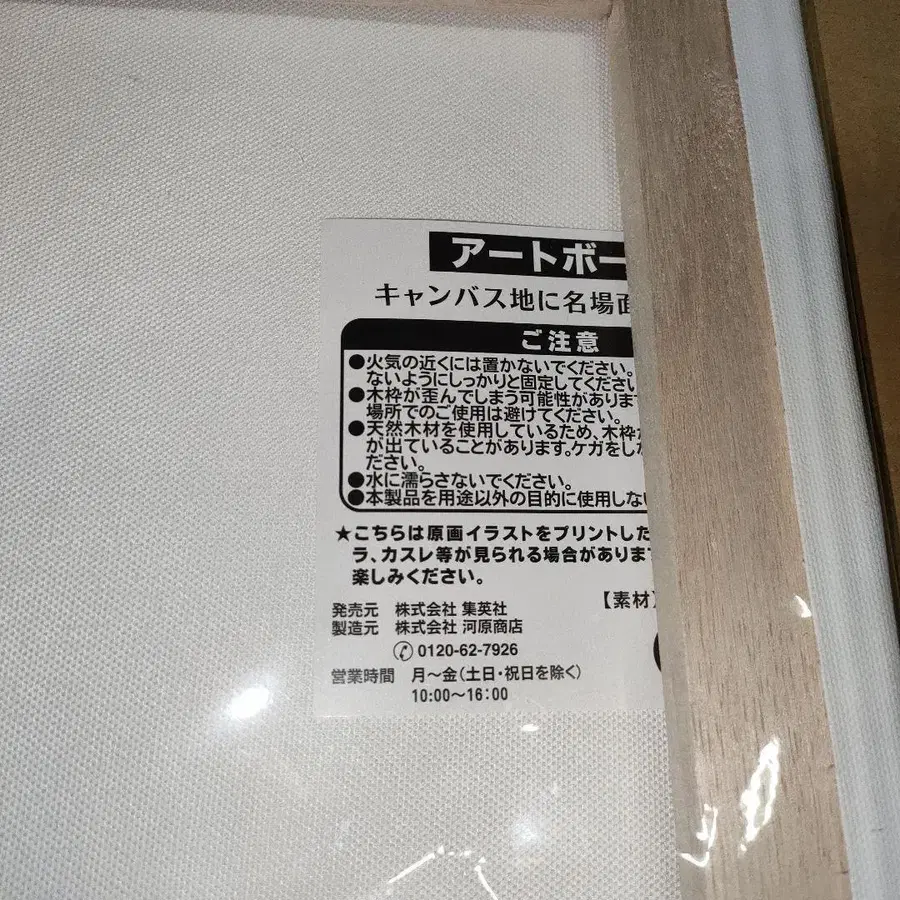 アートボー
キャンバス地に名場面
ご注意
●火気の近くには置かないでください。
ないようにしっかりと固定してください
●木枠が歪んでしまう可能性があります
場所でのご使用は避けてください。
●天然木材を使用しているため、木枠か
が出ていることがあります。ケガをしな
ださい。
●水に濡らさないでください。
●本製品を用途以外の目的に使用しない
★こちらは原画イラストをプリントした
ラ、カスレ等が見られる場合があります
楽しみください。
【素材】
発売元 株式会社 集英社
製造元 株式会社 河原商店
0120-62-7926
営業時間 月～金(土日・祝日を除く)
10:00～16:00